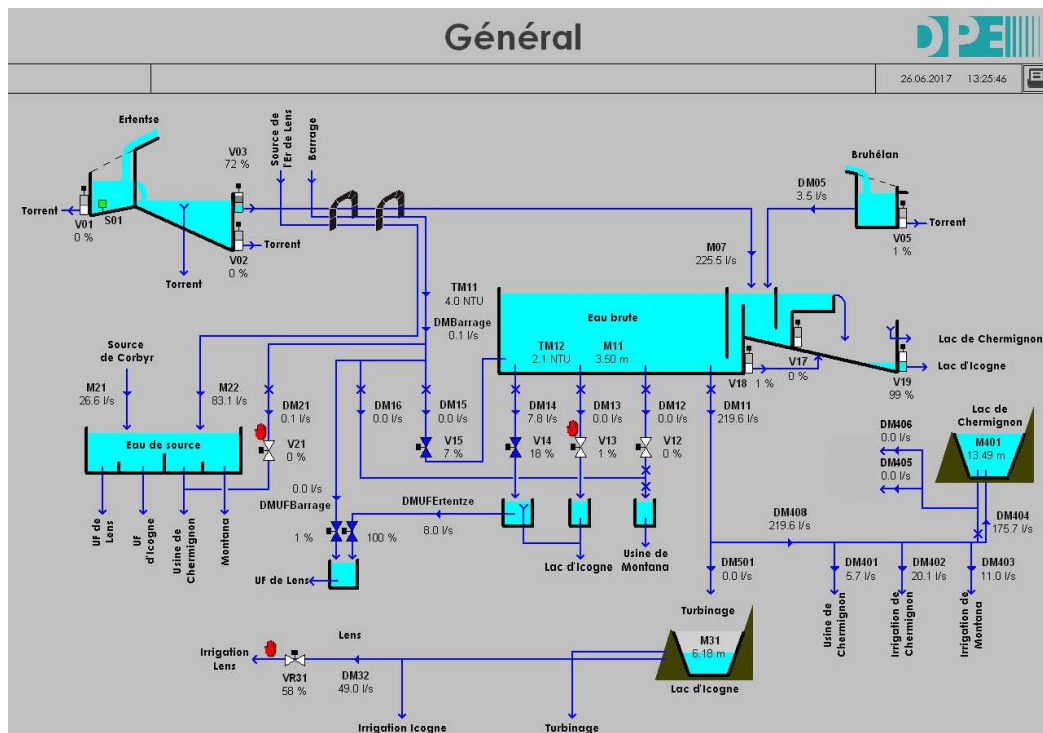 Général
DPE
26.06.2017 13:25:46
Ertentse
V03
72 %
Source de
l'Er de Lens
Barrage
Bruhélan
DM05
3.5 l/s
Torrent
V01
0 %
S01
V02
0 %
Torrent
Torrent
V05
1 %
Torrent
M07
225.5 l/s
TM11
4.0 NTU
DMBarrage
0.1 l/s
Eau brute
TM12
2.1 NTU
M11
3.50 m
V18
1 %
V17
0 %
Lac de Chermignon
Lac d'Icogne
V19
99 %
Source
de Corbyr
M21
26.6 l/s
M22
83.1 l/s
DM21
0.1 l/s
DM16
0.0 l/s
DM15
0.0 l/s
DM14
7.8 l/s
DM13
0.0 l/s
DM12
0.0 l/s
DM11
219.6 l/s
Eau de source
V21
0 %
V15
7 %
V14
18 %
V13
1 %
V12
0 %
Lac de
Chermignon
M401
13.49 m
DM406
0.0 l/s
DM405
0.0 l/s
0.0 l/s
DMUFBarrage
DMUFErtentze
8.0 l/s
1 %
100 %
DM408
219.6 l/s
DM404
175.7 l/s
UF de
Lens
UF
d'Icogne
Usine de
Chermignon
Montana
UF de Lens
Lac d'Icogne
Usine de
Montana
DM501
0.0 l/s
DM401
5.7 l/s
DM402
20.1 l/s
DM403
11.0 l/s
Turbinage
Usine de
Chermignon
Irrigation de
Chermignon
Irrigation de
Montana
M31
6.18 m
Lac d'Icogne
Lens
Irrigation
Lens
VR31
58 %
DM32
49.0 l/s
Irrigation Icogne
Turbinage